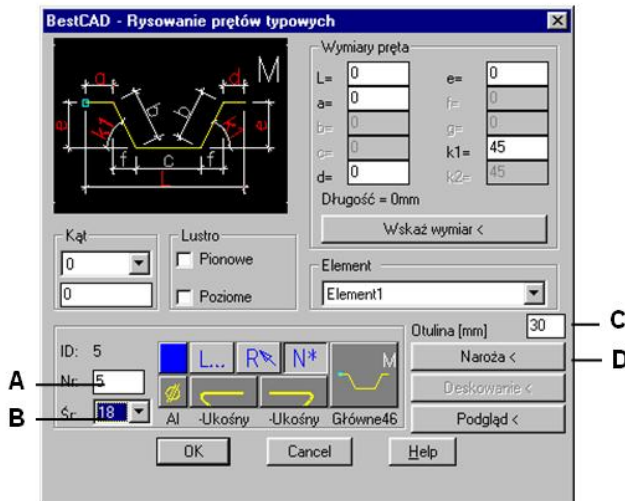 BestCAD - Rysowanie prętów typowych
M
a
d
b
b
e
k1
k1
e
f
c
f
L
Wymiary pręta
L= 0
e= 0
a= 0
f= 0
b= 0
g= 0
c= 0
k1= 45
d= 0
k2= 45
Długość = 0mm
Wskaż wymiar <
Kąt
0
0
Lustro
Pionowe
Poziome
Element
Element1
Otulina [mm] 30
C
ID: 5
L...
R
N*
M
Naroża <
D
A
Nr. 5
Deskowanie <
B
Śr. 18
AI
-Ukośny
-Ukośny
Główne46
Podgląd <
OK
Cancel
Help